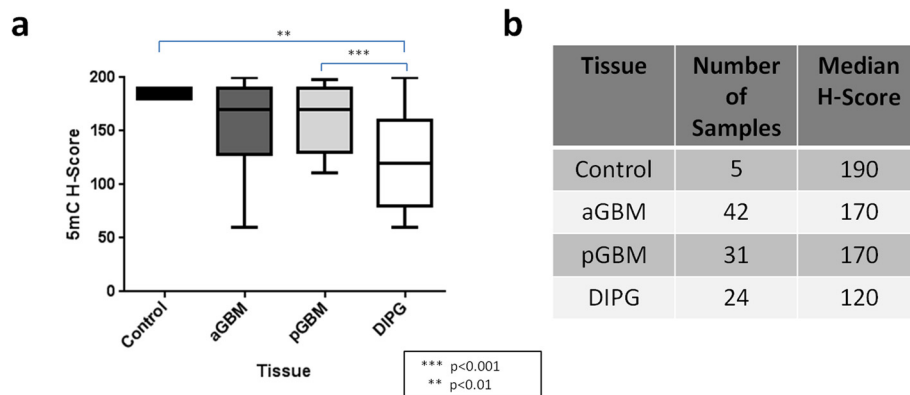 a
**
***
5mC H-Score
200
150
100
50
0
Control
aGBM
pGBM
DIPG
Tissue
*** p<0.001
** p<0.01
b
Tissue Number of Samples Median H-Score
Control 5 190
aGBM 42 170
pGBM 31 170
DIPG 24 120